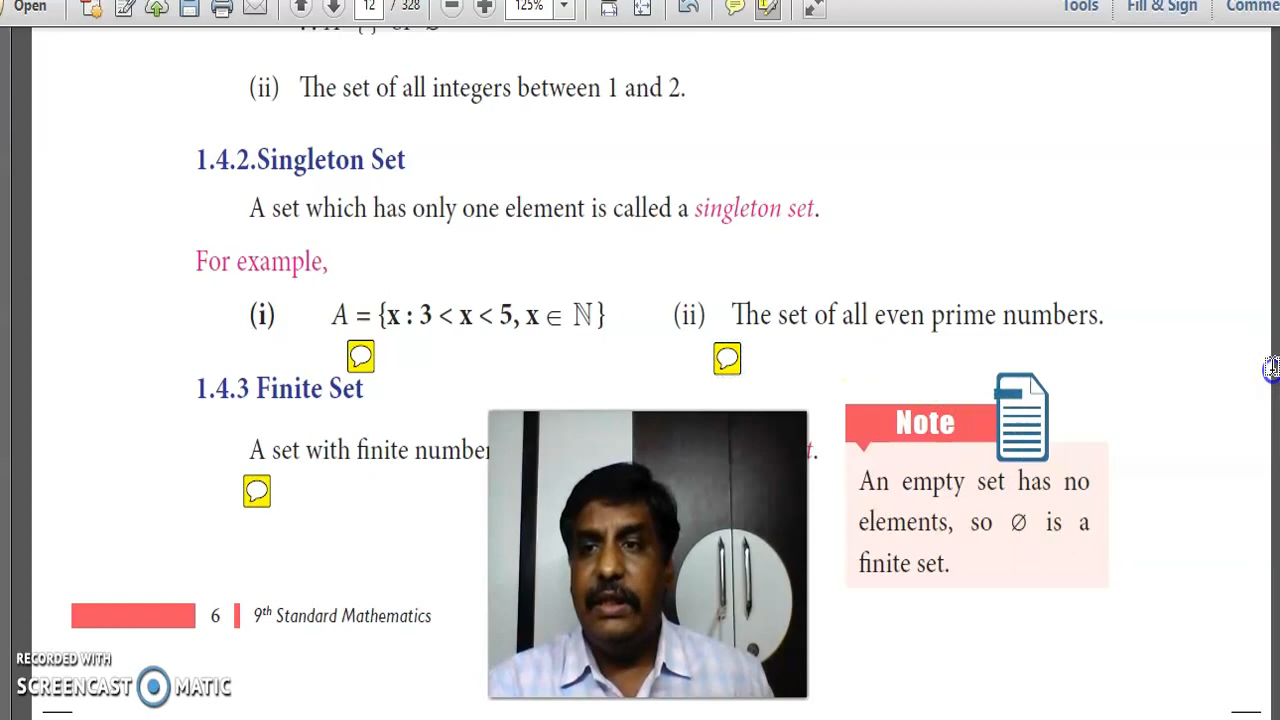 Open 12 / 328 125% Tools Fill & Sign
(ii) The set of all integers between 1 and 2.
1.4.2.Singleton Set
A set which has only one element is called a singleton set.
For example,
(i) A = {x : 3 < x < 5, x ∈ ℕ} (ii) The set of all even prime numbers.
1.4.3 Finite Set
A set with finite number
Note
An empty set has no
elements, so ∅ is a
finite set.
6 9th Standard Mathematics
RECORDED WITH
SCREENCAST MATIC